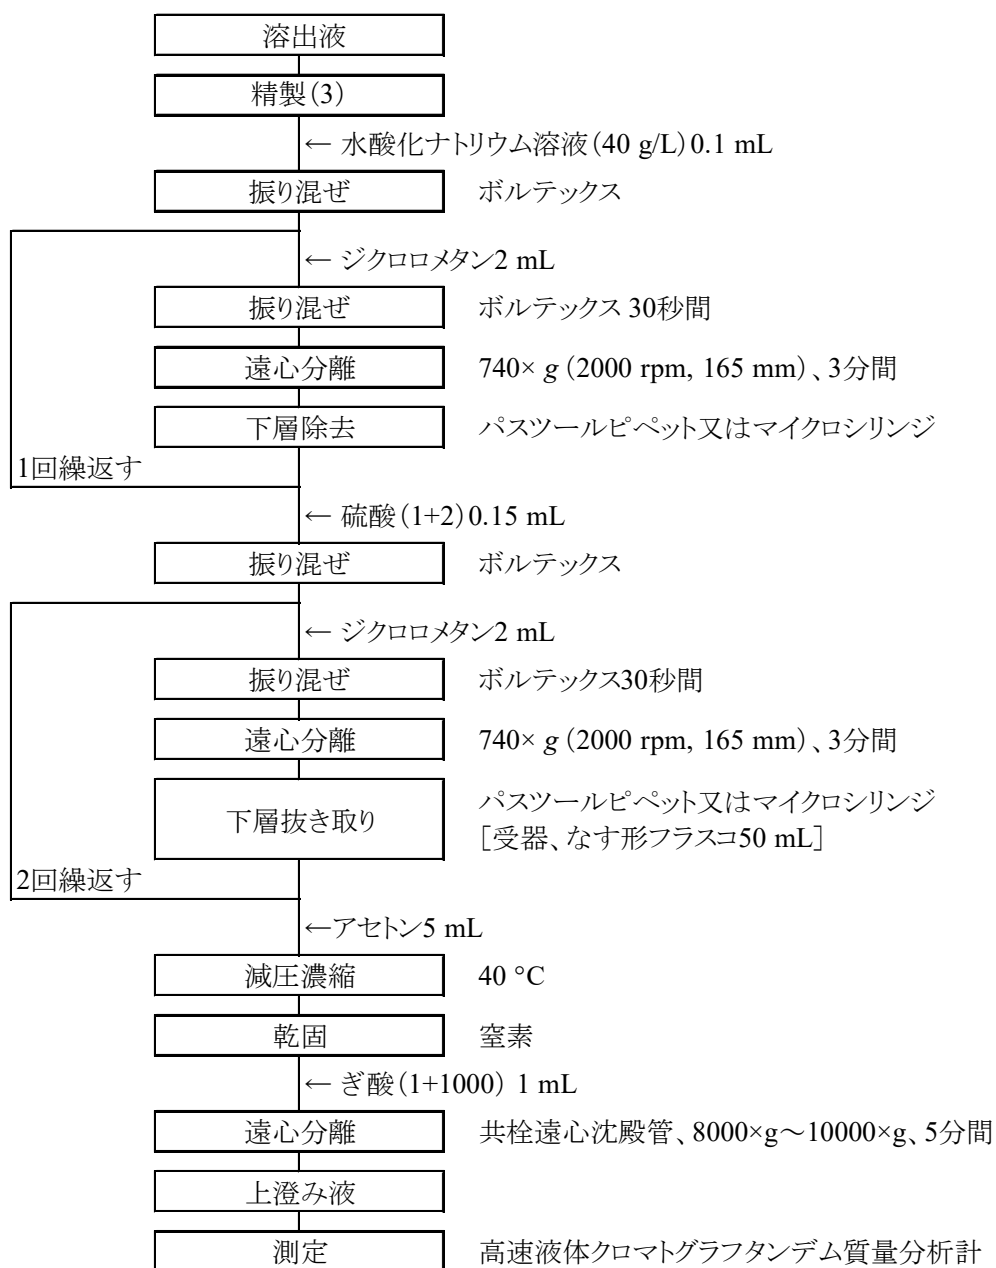 溶出液
精製(3)
← 水酸化ナトリウム溶液(40 g/L)0.1 mL
振り混ぜ ボルテックス
← ジクロロメタン2 mL
振り混ぜ ボルテックス 30秒間
遠心分離 740× g (2000 rpm, 165 mm)、3分間
下層除去 パスツールピペット又はマイクロシリンジ
1回繰返す
← 硫酸(1+2)0.15 mL
振り混ぜ ボルテックス
← ジクロロメタン2 mL
振り混ぜ ボルテックス30秒間
遠心分離 740× g (2000 rpm, 165 mm)、3分間
下層抜き取り パスツールピペット又はマイクロシリンジ
[受器、なす形フラスコ50 mL]
2回繰返す
←アセトン5 mL
減圧濃縮 40 °C
乾固 窒素
← ぎ酸(1+1000) 1 mL
遠心分離 共栓遠心沈殿管、8000×g～10000×g、5分間
上澄み液
測定 高速液体クロマトグラフタンデム質量分析計